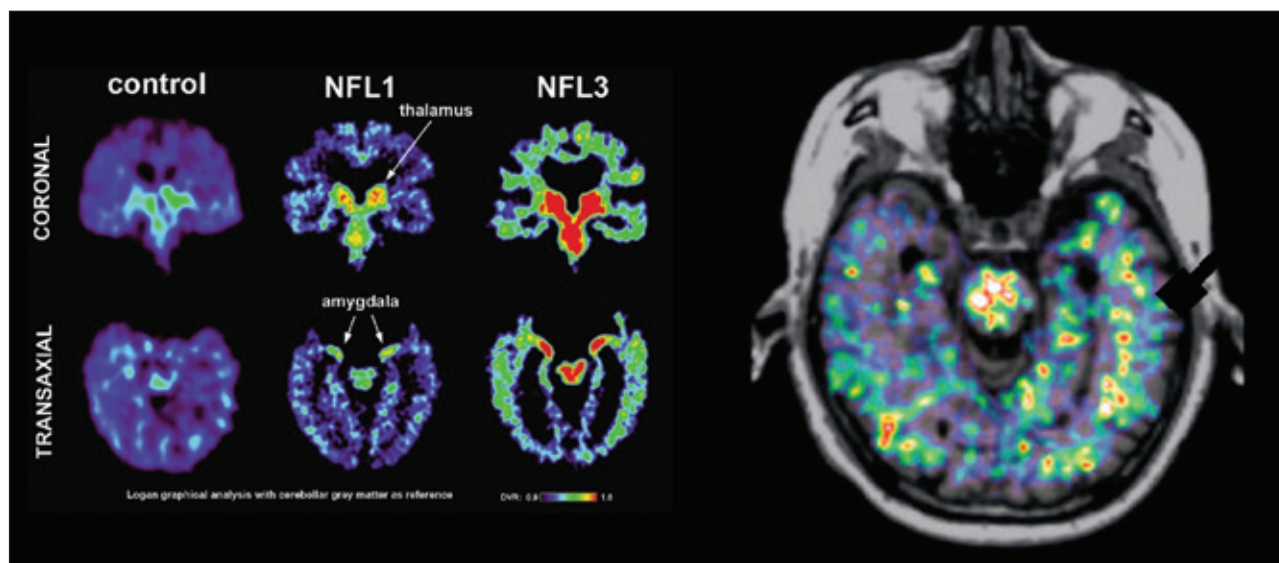 control NFL1 NFL3
thalamus
CORONAL
amygdala
TRANSAXIAL
Logan graphical analysis with cerebellar grey matter as reference
DVR: 0.9 1.6